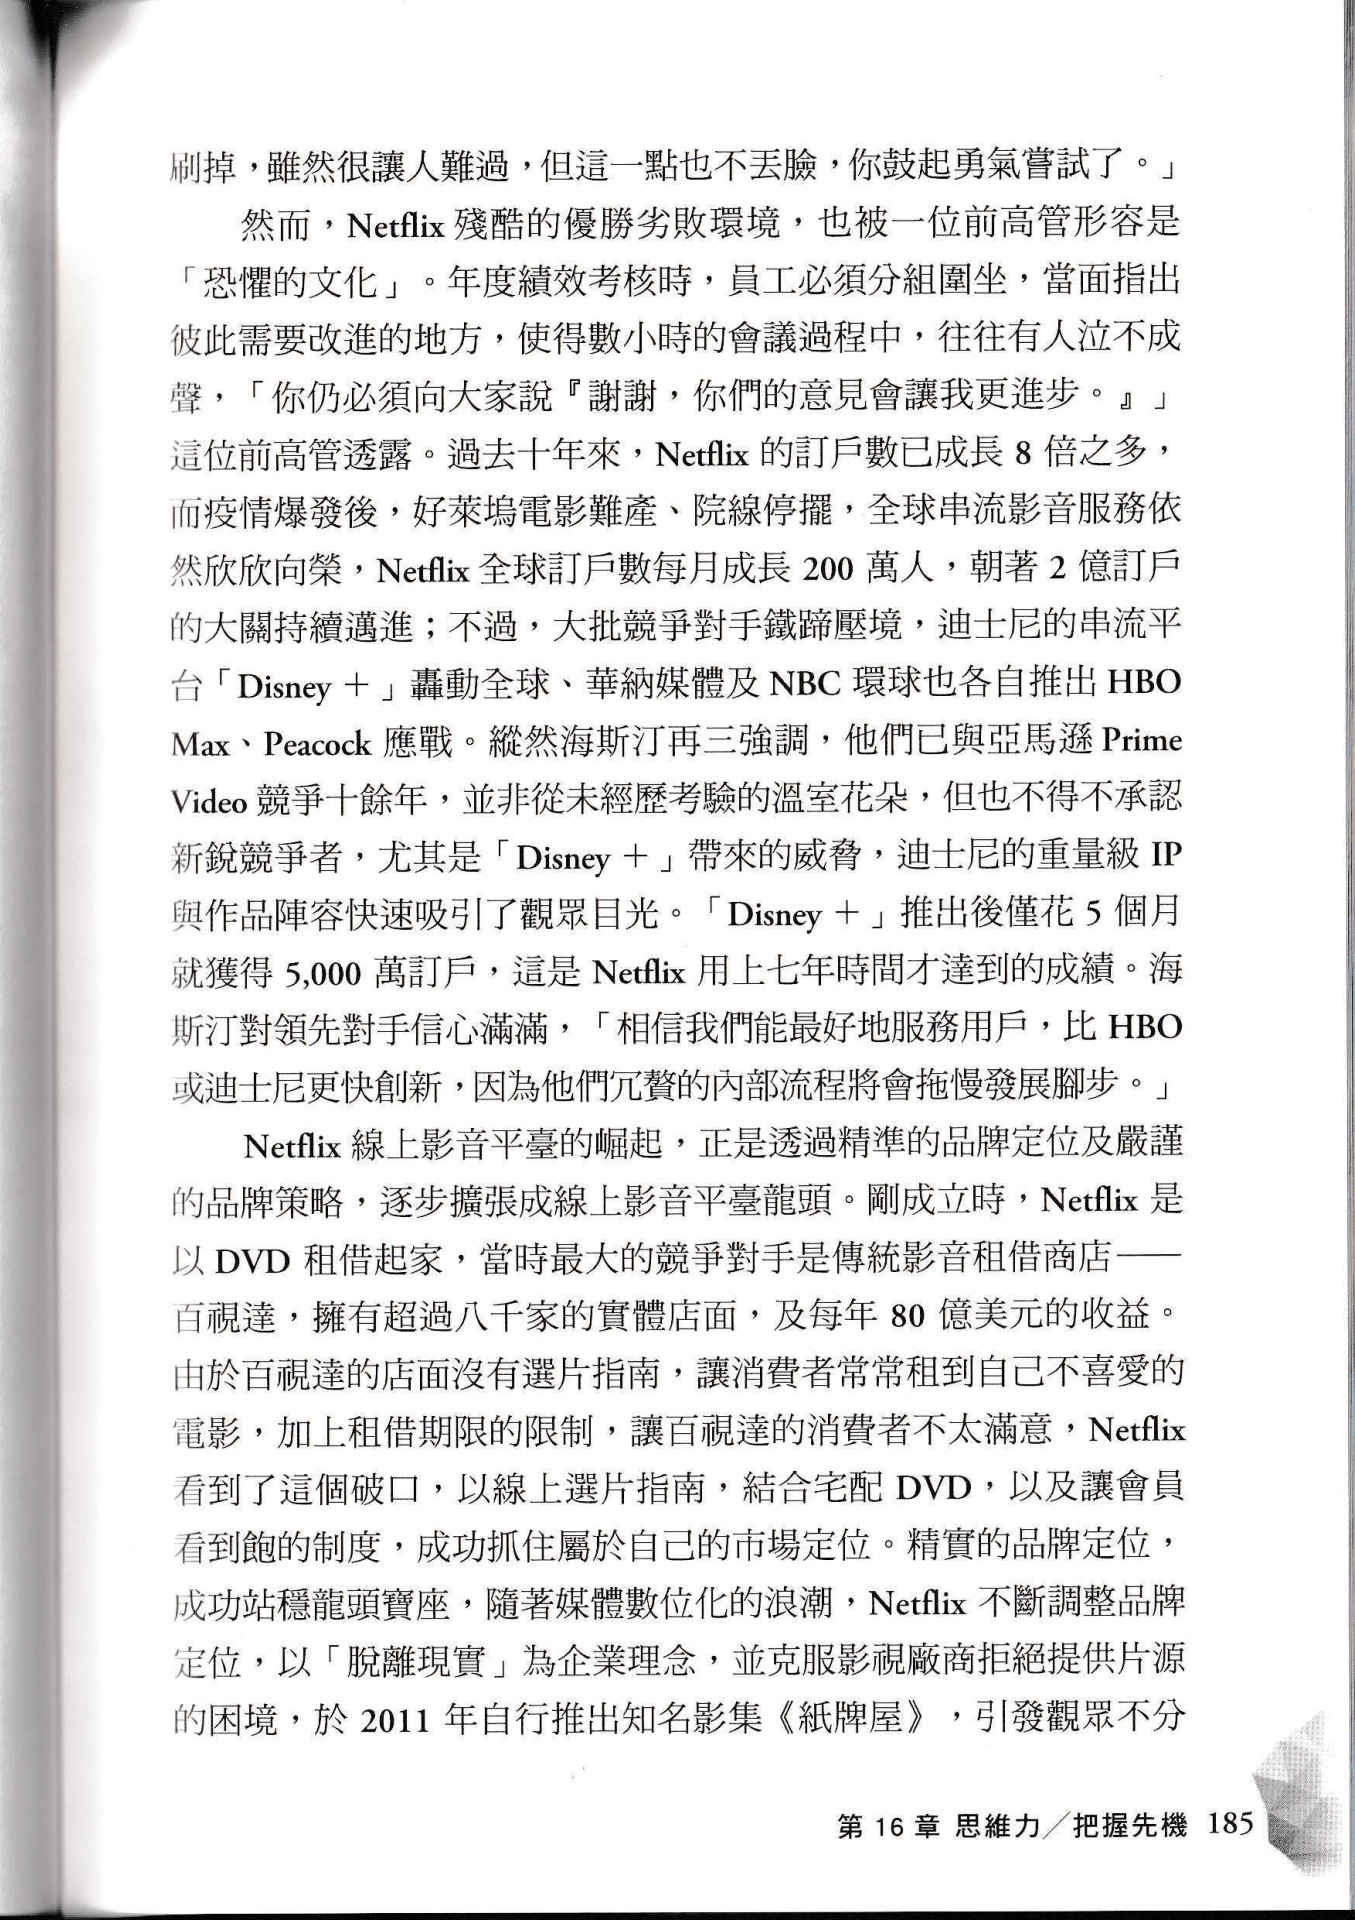 刷掉，雖然很讓人難過，但這一點也不丟臉，你鼓起勇氣嘗試了。」
然而，Netflix 殘酷的優勝劣敗環境，也被一位前高管形容是
「恐懼的文化」。年度績效考核時，員工必須分組圍坐，當面指出
彼此需要改進的地方，使得數小時的會議過程中，往往有人泣不成
聲，「你仍必須向大家說『謝謝，你們的意見會讓我更進步。』」
這位前高管透露。過去十年來，Netflix 的訂戶數已成長 8 倍之多，
而疫情爆發後，好萊塢電影難產、院線停擺，全球串流影音服務依
然欣欣向榮，Netflix 全球訂戶數每月成長 200 萬人，朝著 2 億訂戶
的大關持續邁進；不過，大批競爭對手鐵蹄壓境，迪士尼的串流平
台「Disney ＋」轟動全球、華納媒體及 NBC 環球也各自推出 HBO
Max、Peacock 應戰。縱然海斯汀再三強調，他們已與亞馬遜 Prime
Video 競爭十餘年，並非從未經歷考驗的溫室花朵，但也不得不承認
新銳競爭者，尤其是「Disney ＋」帶來的威脅，迪士尼的重量級 IP
與作品陣容快速吸引了觀眾目光。「Disney ＋」推出後僅花 5 個月
就獲得 5,000 萬訂戶，這是 Netflix 用上七年時間才達到的成績。海
斯汀對領先對手信心滿滿，「相信我們能最好地服務用戶，比 HBO
或迪士尼更快創新，因為他們冗贅的內部流程將會拖慢發展腳步。」
Netflix 線上影音平臺的崛起，正是透過精準的品牌定位及嚴謹
的品牌策略，逐步擴張成線上影音平臺龍頭。剛成立時，Netflix 是
以 DVD 租借起家，當時最大的競爭對手是傳統影音租借商店——
百視達，擁有超過八千家的實體店面，及每年 80 億美元的收益。
由於百視達的店面沒有選片指南，讓消費者常常租到自己不喜愛的
電影，加上租借期限的限制，讓百視達的消費者不太滿意，Netflix
看到了這個破口，以線上選片指南，結合宅配 DVD，以及讓會員
看到飽的制度，成功抓住屬於自己的市場定位。精實的品牌定位，
成功站穩龍頭寶座，隨著媒體數位化的浪潮，Netflix 不斷調整品牌
定位，以「脫離現實」為企業理念，並克服影視廠商拒絕提供片源
的困境，於 2011 年自行推出知名影集《紙牌屋》，引發觀眾不分
第 16 章 思維力／把握先機 185